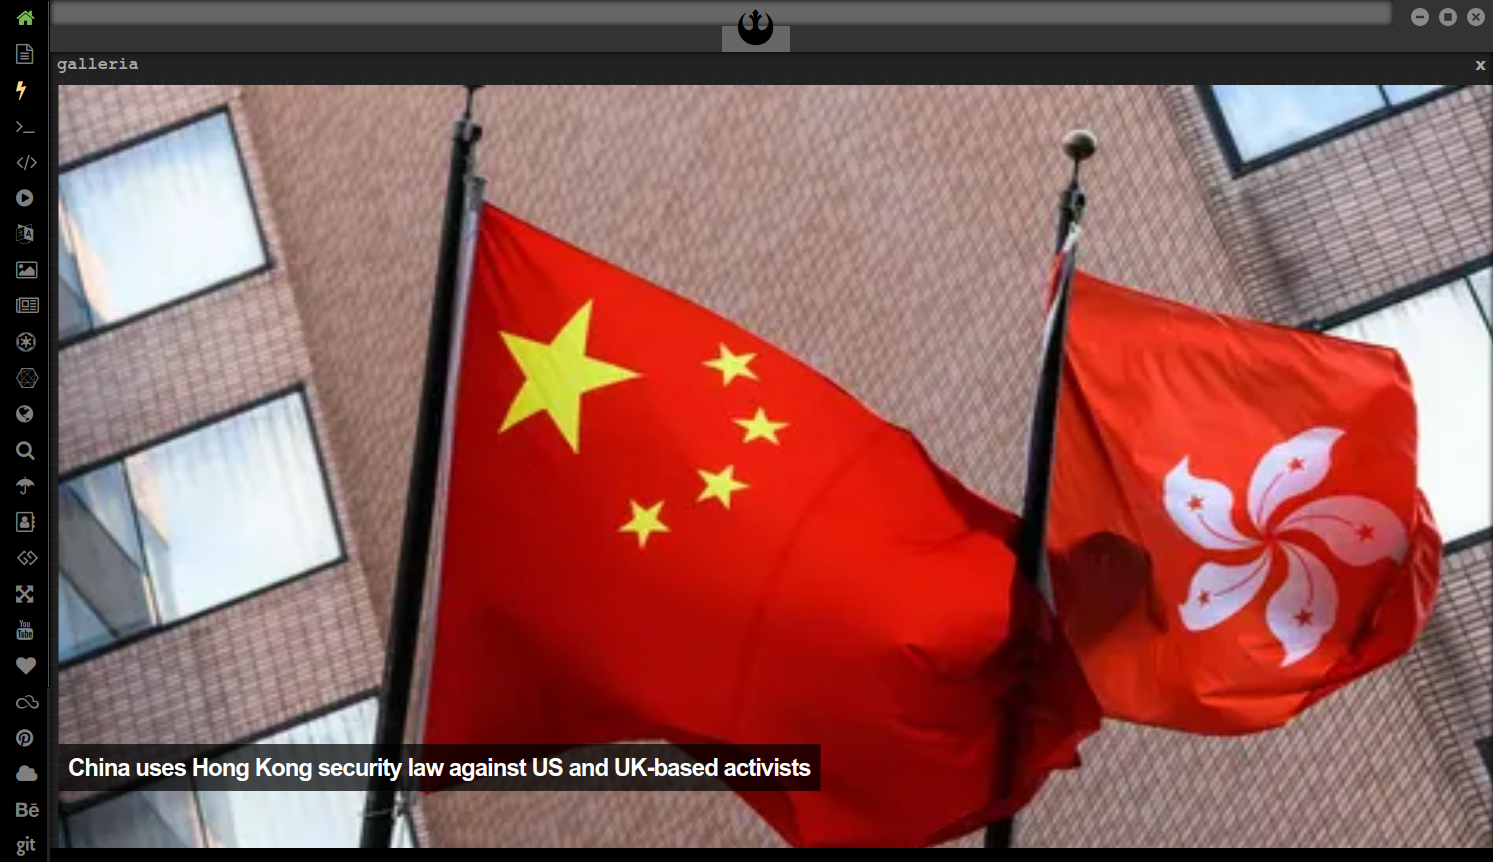 galleria
x
China uses Hong Kong security law against US and UK-based activists
You
Tube
Bē
git